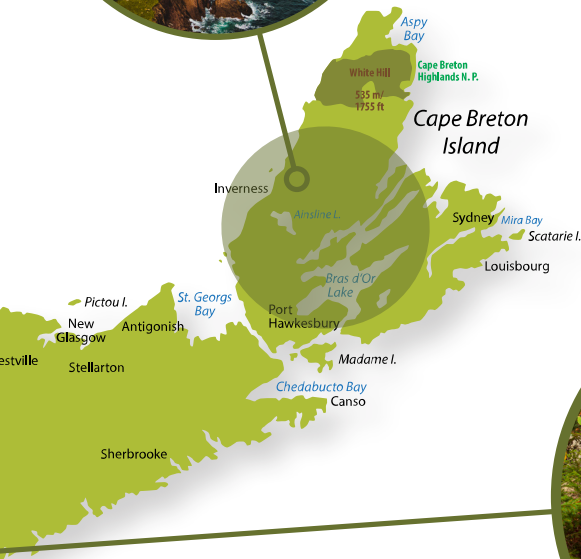 Aspy
Bay
White Hill
Cape Breton
Highlands N. P.
535 m/
1755 ft
Cape Breton
Island
Inverness
Ainsline L.
Sydney
Mira Bay
Scatarie I.
Louisbourg
Bras d'Or
Lake
Pictou I.
St. Georgs
Bay
Port
Hawkesbury
New
Glasgow
Antigonish
estville
Stellarton
Madame I.
Chedabucto Bay
Canso
Sherbrooke